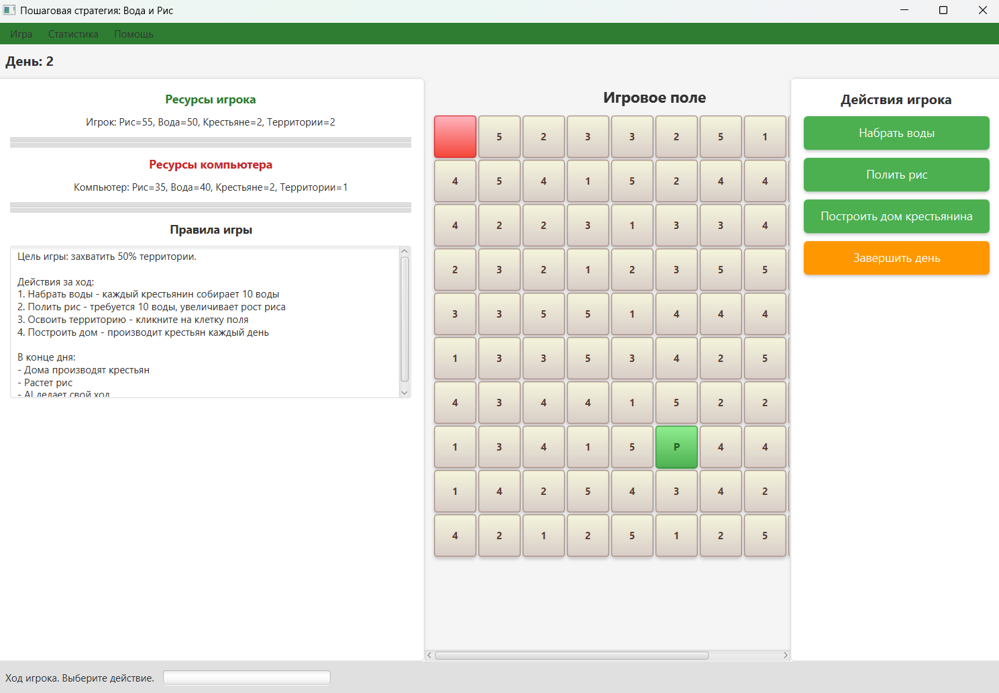 Пошаговая стратегия: Вода и Рис
Игра Статистика Помощь
День: 2
Ресурсы игрока
Игрок: Рис=55, Вода=50, Крестьяне=2, Территории=2
Ресурсы компьютера
Компьютер: Рис=35, Вода=40, Крестьяне=2, Территории=1
Правила игры
Цель игры: захватить 50% территории.
Действия за ход:
1. Набрать воды - каждый крестьянин собирает 10 воды
2. Полить рис - требуется 10 воды, увеличивает рост риса
3. Освоить территорию - кликните на клетку поля
4. Построить дом - производит крестьян каждый день
В конце дня:
- Дома производят крестьян
- Растет рис
- AI делает свой ход
Игровое поле
5 2 3 3 2 5 1
4 5 4 1 5 2 4 4
4 2 2 3 1 3 3 4
2 3 2 1 2 3 5 5
3 3 5 5 1 4 4 4
1 3 3 5 3 4 2 5
4 3 4 4 1 5 2 2
1 3 4 1 5 P 4 4
1 4 2 5 4 3 4 2
4 2 1 2 5 1 2 5
Действия игрока
Набрать воды
Полить рис
Построить дом крестьянина
Завершить день
Ход игрока. Выберите действие.